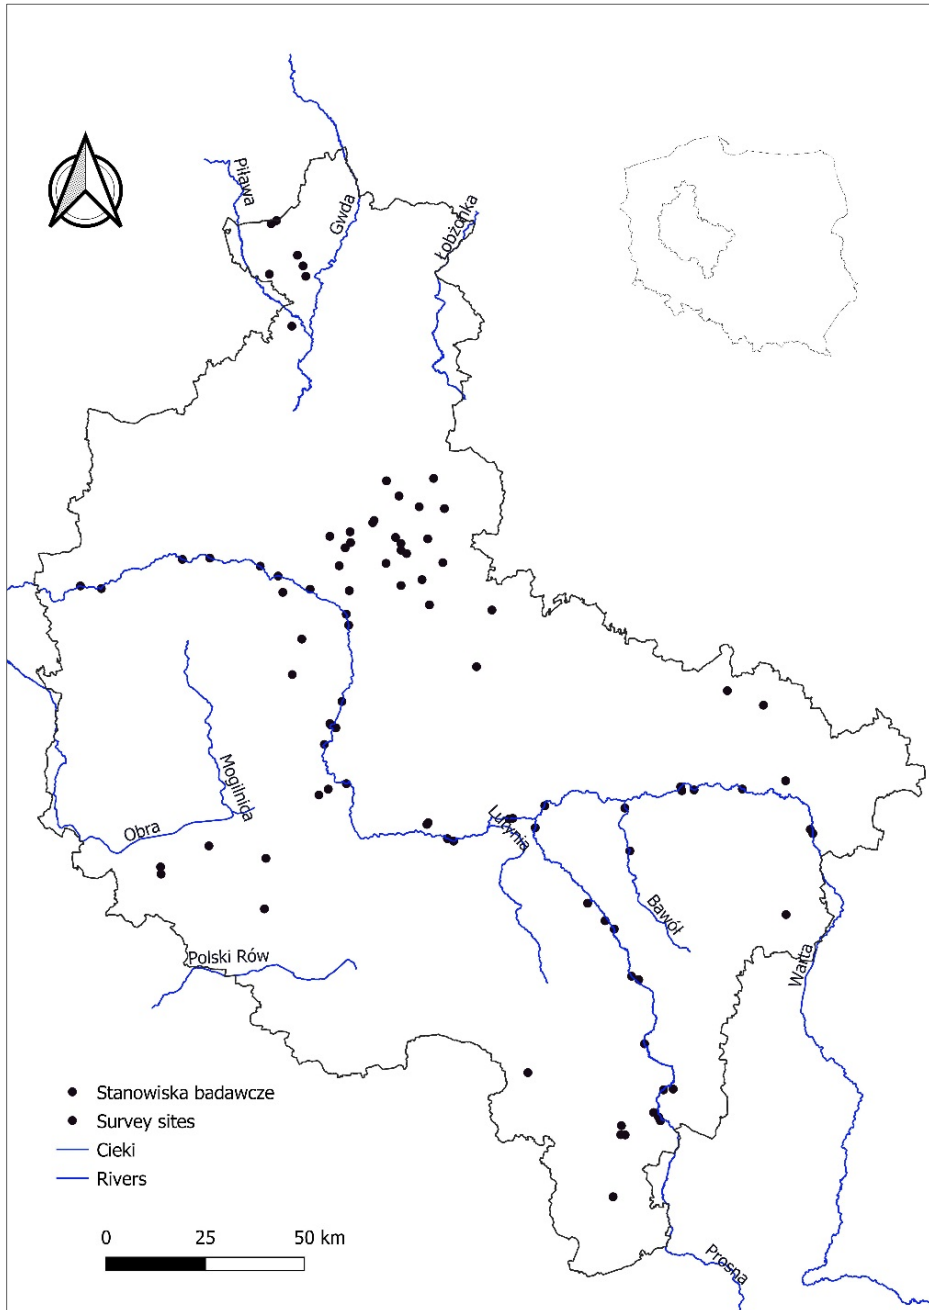 Piława
Gwda
Łobżonka
Mogilnida
Obra
Lutynia
Bawół
Warta
Polski Rów
Prosna
Stanowiska badawcze
Survey sites
Cieki
Rivers
0 25 50 km